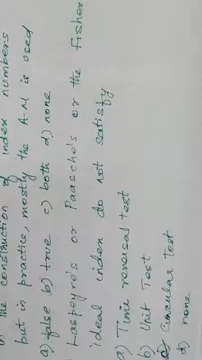 In the construction of index numbers
but in practice, mostly the A.M is used
a) false b) true c) both d) none
Laspeyre's or Paasche's or the Fisher
ideal index do not satisfy
a) Time reversal test
b) Unit Test
c) circular test
d) none